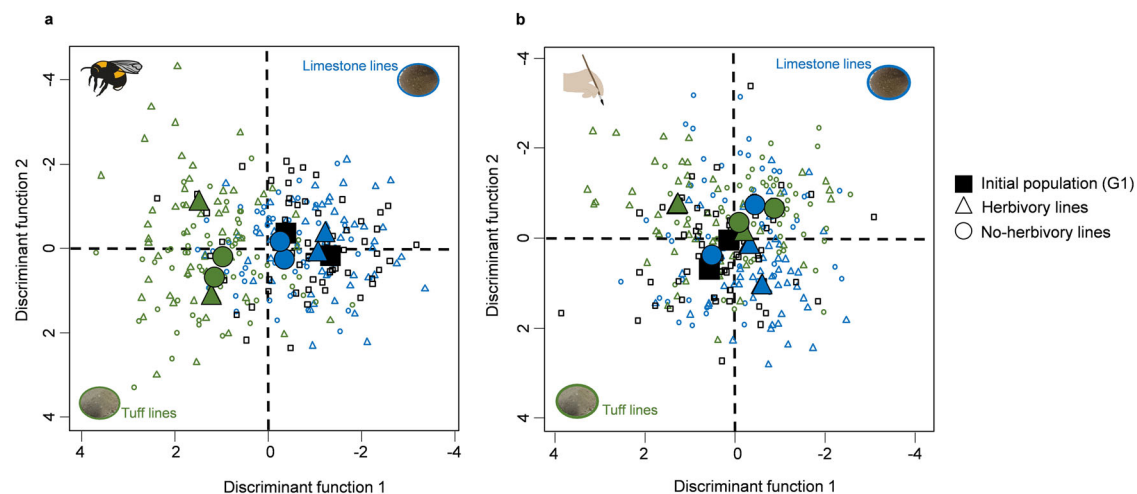 a
b
Limestone lines
Limestone lines
-4
-2
0
2
4
Discriminant function 2
Tuff lines
4
2
0
-2
-4
Discriminant function 1
-4
-2
0
2
4
Discriminant function 2
Tuff lines
4
2
0
-2
-4
Discriminant function 1
Initial population (G1)
Herbivory lines
No-herbivory lines